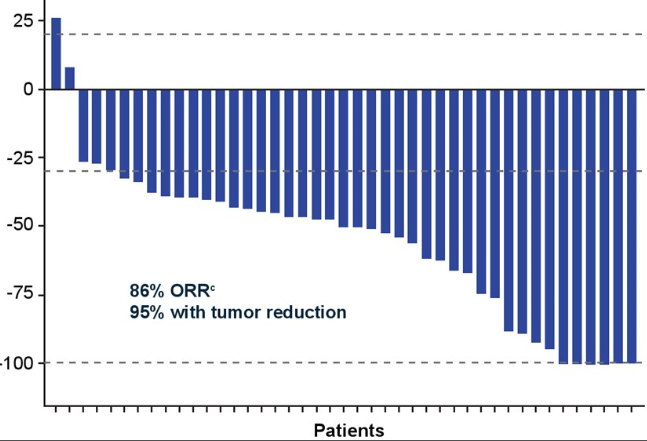 25
0
-25
-50
-75
-100
86% ORRᶜ
95% with tumor reduction
Patients